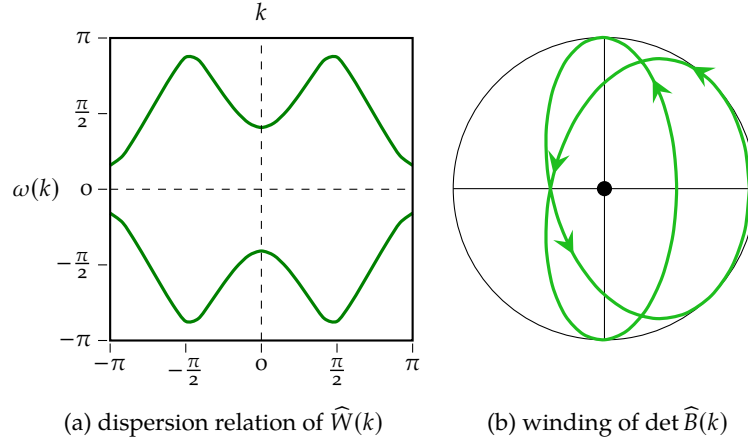 k
π
π/2
ω(k)
0
−π/2
−π
−π
−π/2
0
π/2
π
(a) dispersion relation of Ŵ(k)
(b) winding of det B̂(k)